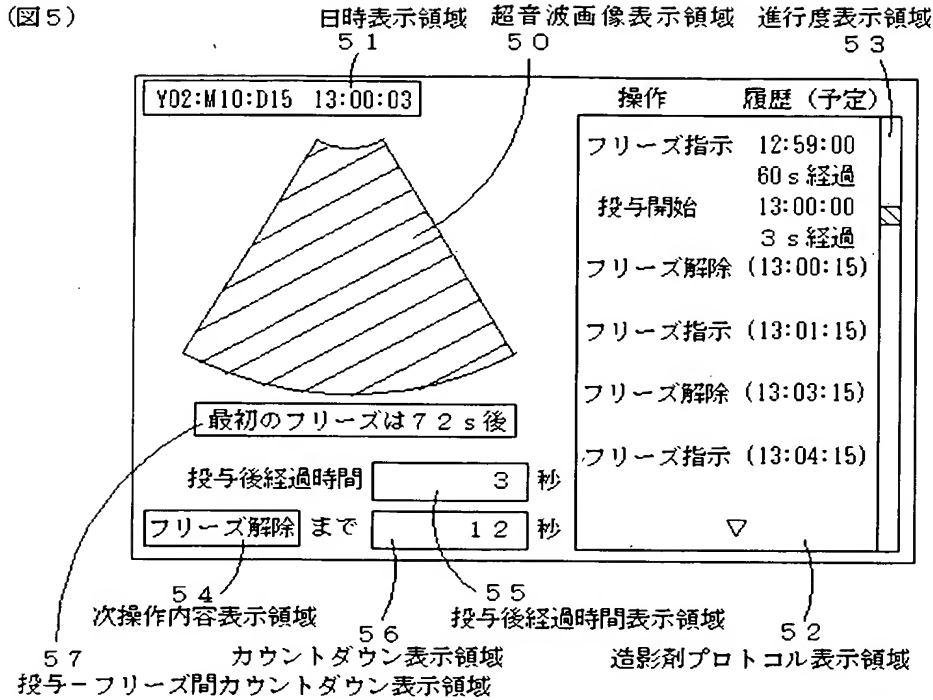 (図5)
日時表示領域 超音波画像表示領域 進行度表示領域
51 50 53
Y02:M10:D15 13:00:03
操作 履歴(予定)
フリーズ指示 12:59:00
60s経過
投与開始 13:00:00
3s経過
フリーズ解除 (13:00:15)
フリーズ指示 (13:01:15)
フリーズ解除 (13:03:15)
フリーズ指示 (13:04:15)
▽
最初のフリーズは72s後
投与後経過時間 3 秒
フリーズ解除 まで 12 秒
54
次操作内容表示領域
55
投与後経過時間表示領域
56
カウントダウン表示領域
52
造影剤プロトコル表示領域
57
投与-フリーズ間カウントダウン表示領域